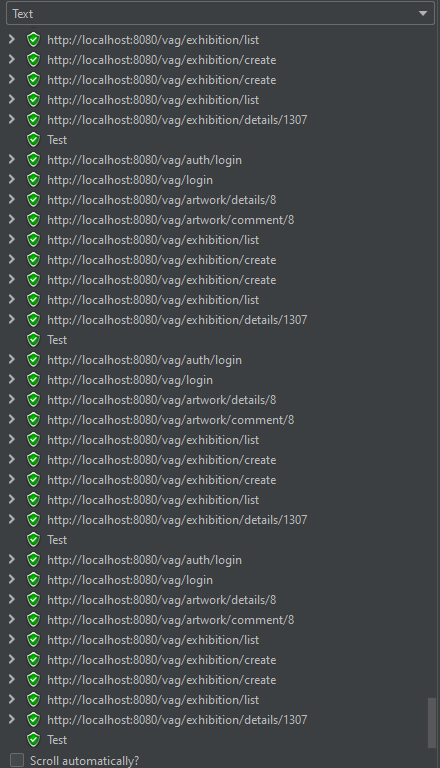 Text
http://localhost:8080/vag/exhibition/list
http://localhost:8080/vag/exhibition/create
http://localhost:8080/vag/exhibition/create
http://localhost:8080/vag/exhibition/list
http://localhost:8080/vag/exhibition/details/1307
Test
http://localhost:8080/vag/auth/login
http://localhost:8080/vag/login
http://localhost:8080/vag/artwork/details/8
http://localhost:8080/vag/artwork/comment/8
http://localhost:8080/vag/exhibition/list
http://localhost:8080/vag/exhibition/create
http://localhost:8080/vag/exhibition/create
http://localhost:8080/vag/exhibition/list
http://localhost:8080/vag/exhibition/details/1307
Test
http://localhost:8080/vag/auth/login
http://localhost:8080/vag/login
http://localhost:8080/vag/artwork/details/8
http://localhost:8080/vag/artwork/comment/8
http://localhost:8080/vag/exhibition/list
http://localhost:8080/vag/exhibition/create
http://localhost:8080/vag/exhibition/create
http://localhost:8080/vag/exhibition/list
http://localhost:8080/vag/exhibition/details/1307
Test
http://localhost:8080/vag/auth/login
http://localhost:8080/vag/login
http://localhost:8080/vag/artwork/details/8
http://localhost:8080/vag/artwork/comment/8
http://localhost:8080/vag/exhibition/list
http://localhost:8080/vag/exhibition/create
http://localhost:8080/vag/exhibition/create
http://localhost:8080/vag/exhibition/list
http://localhost:8080/vag/exhibition/details/1307
Test
Scroll automatically?